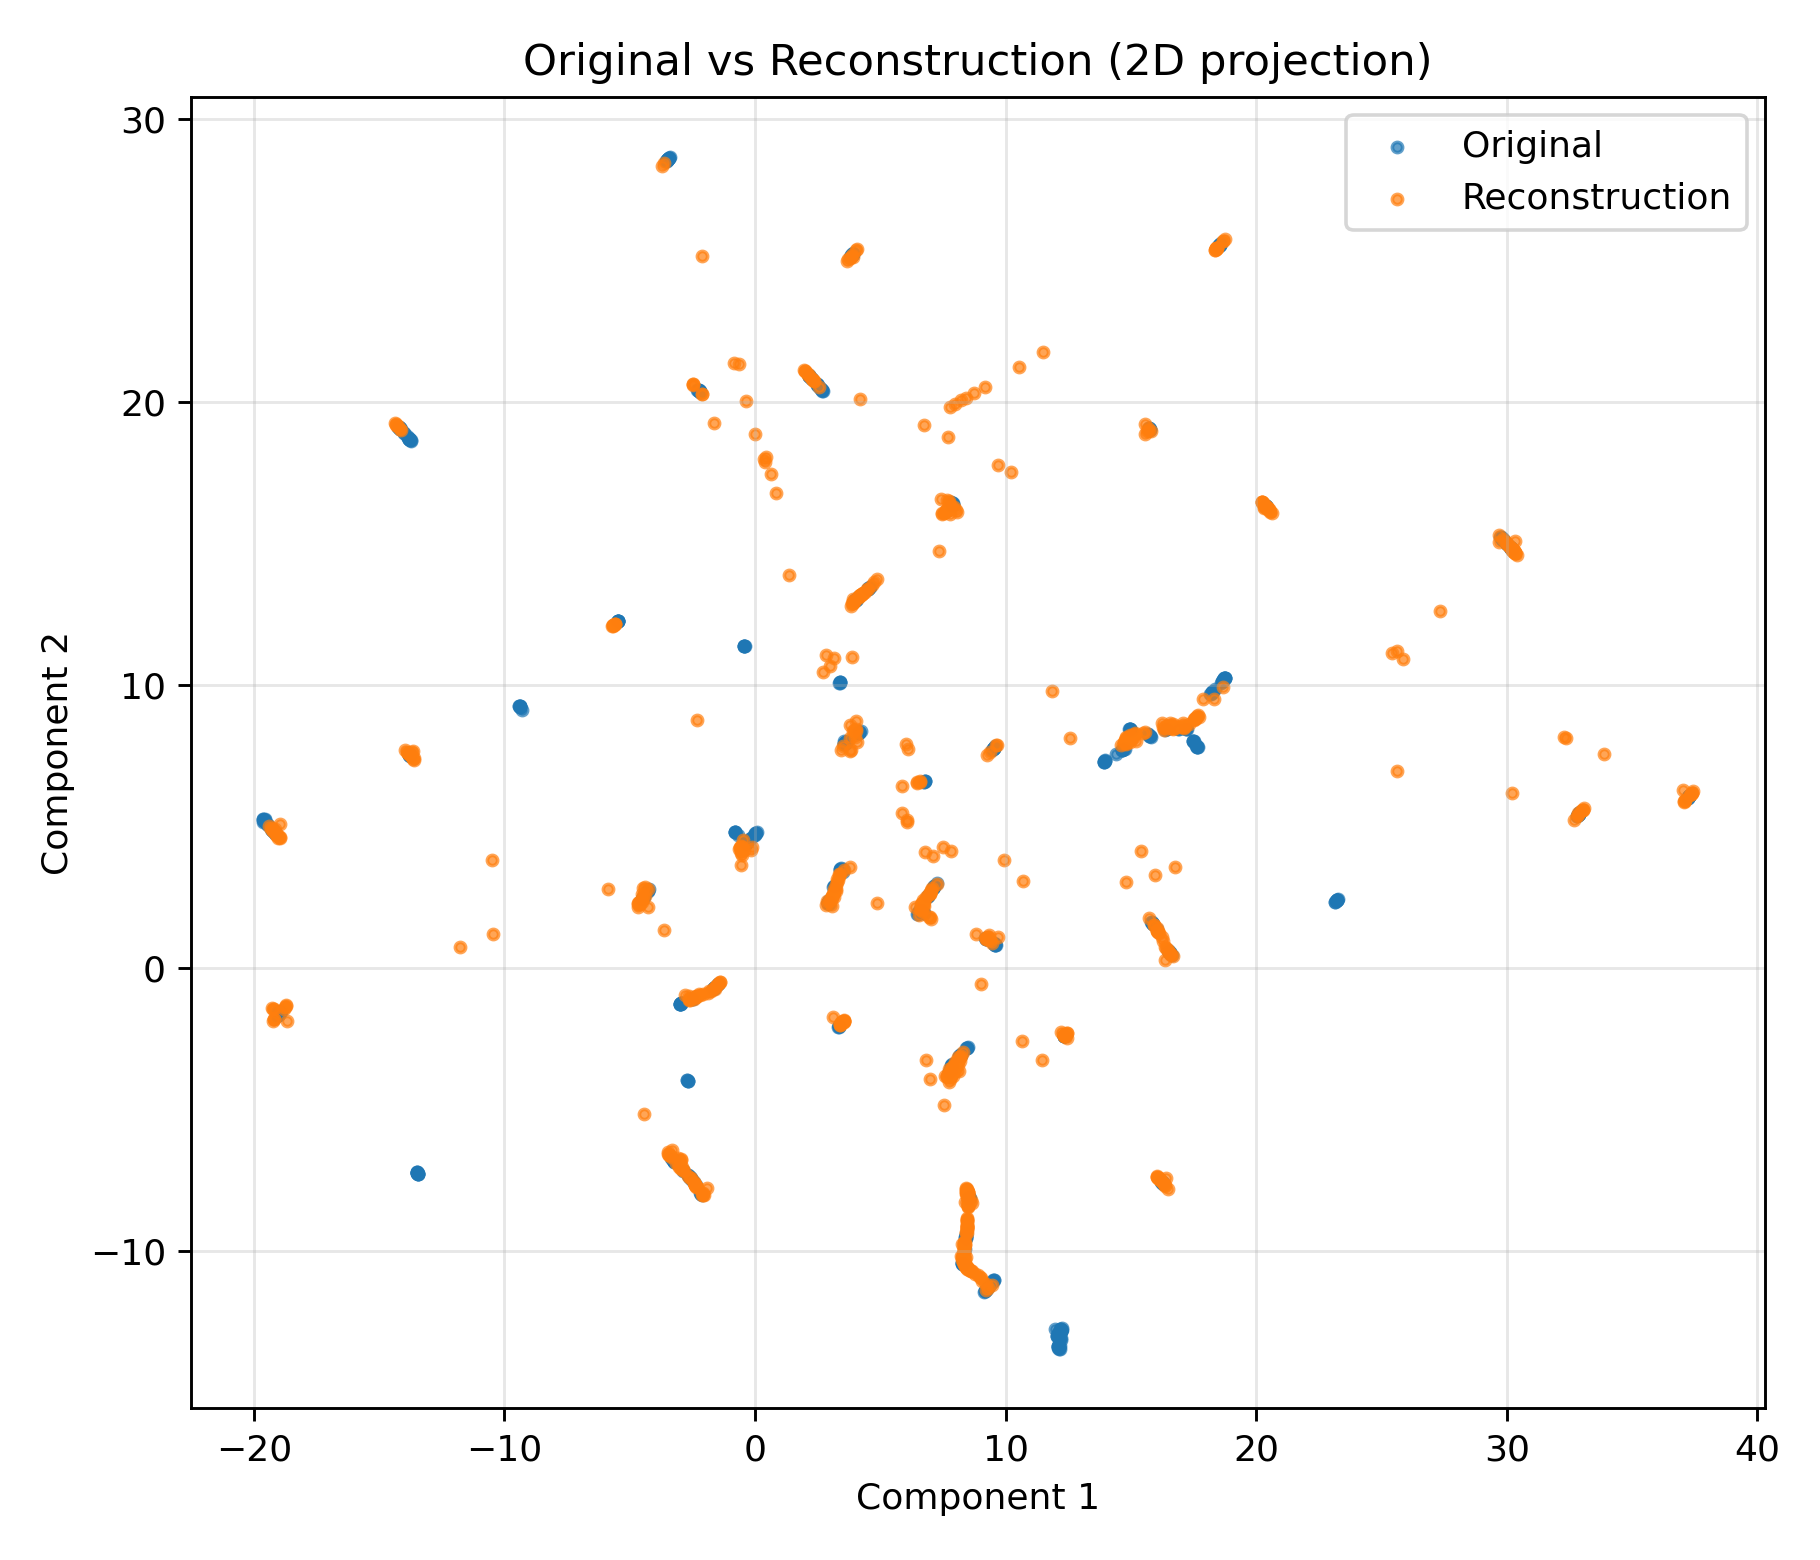 Original vs Reconstruction (2D projection)
Original
Reconstruction
30
20
10
0
−10
Component 2
−20
−10
0
10
20
30
40
Component 1